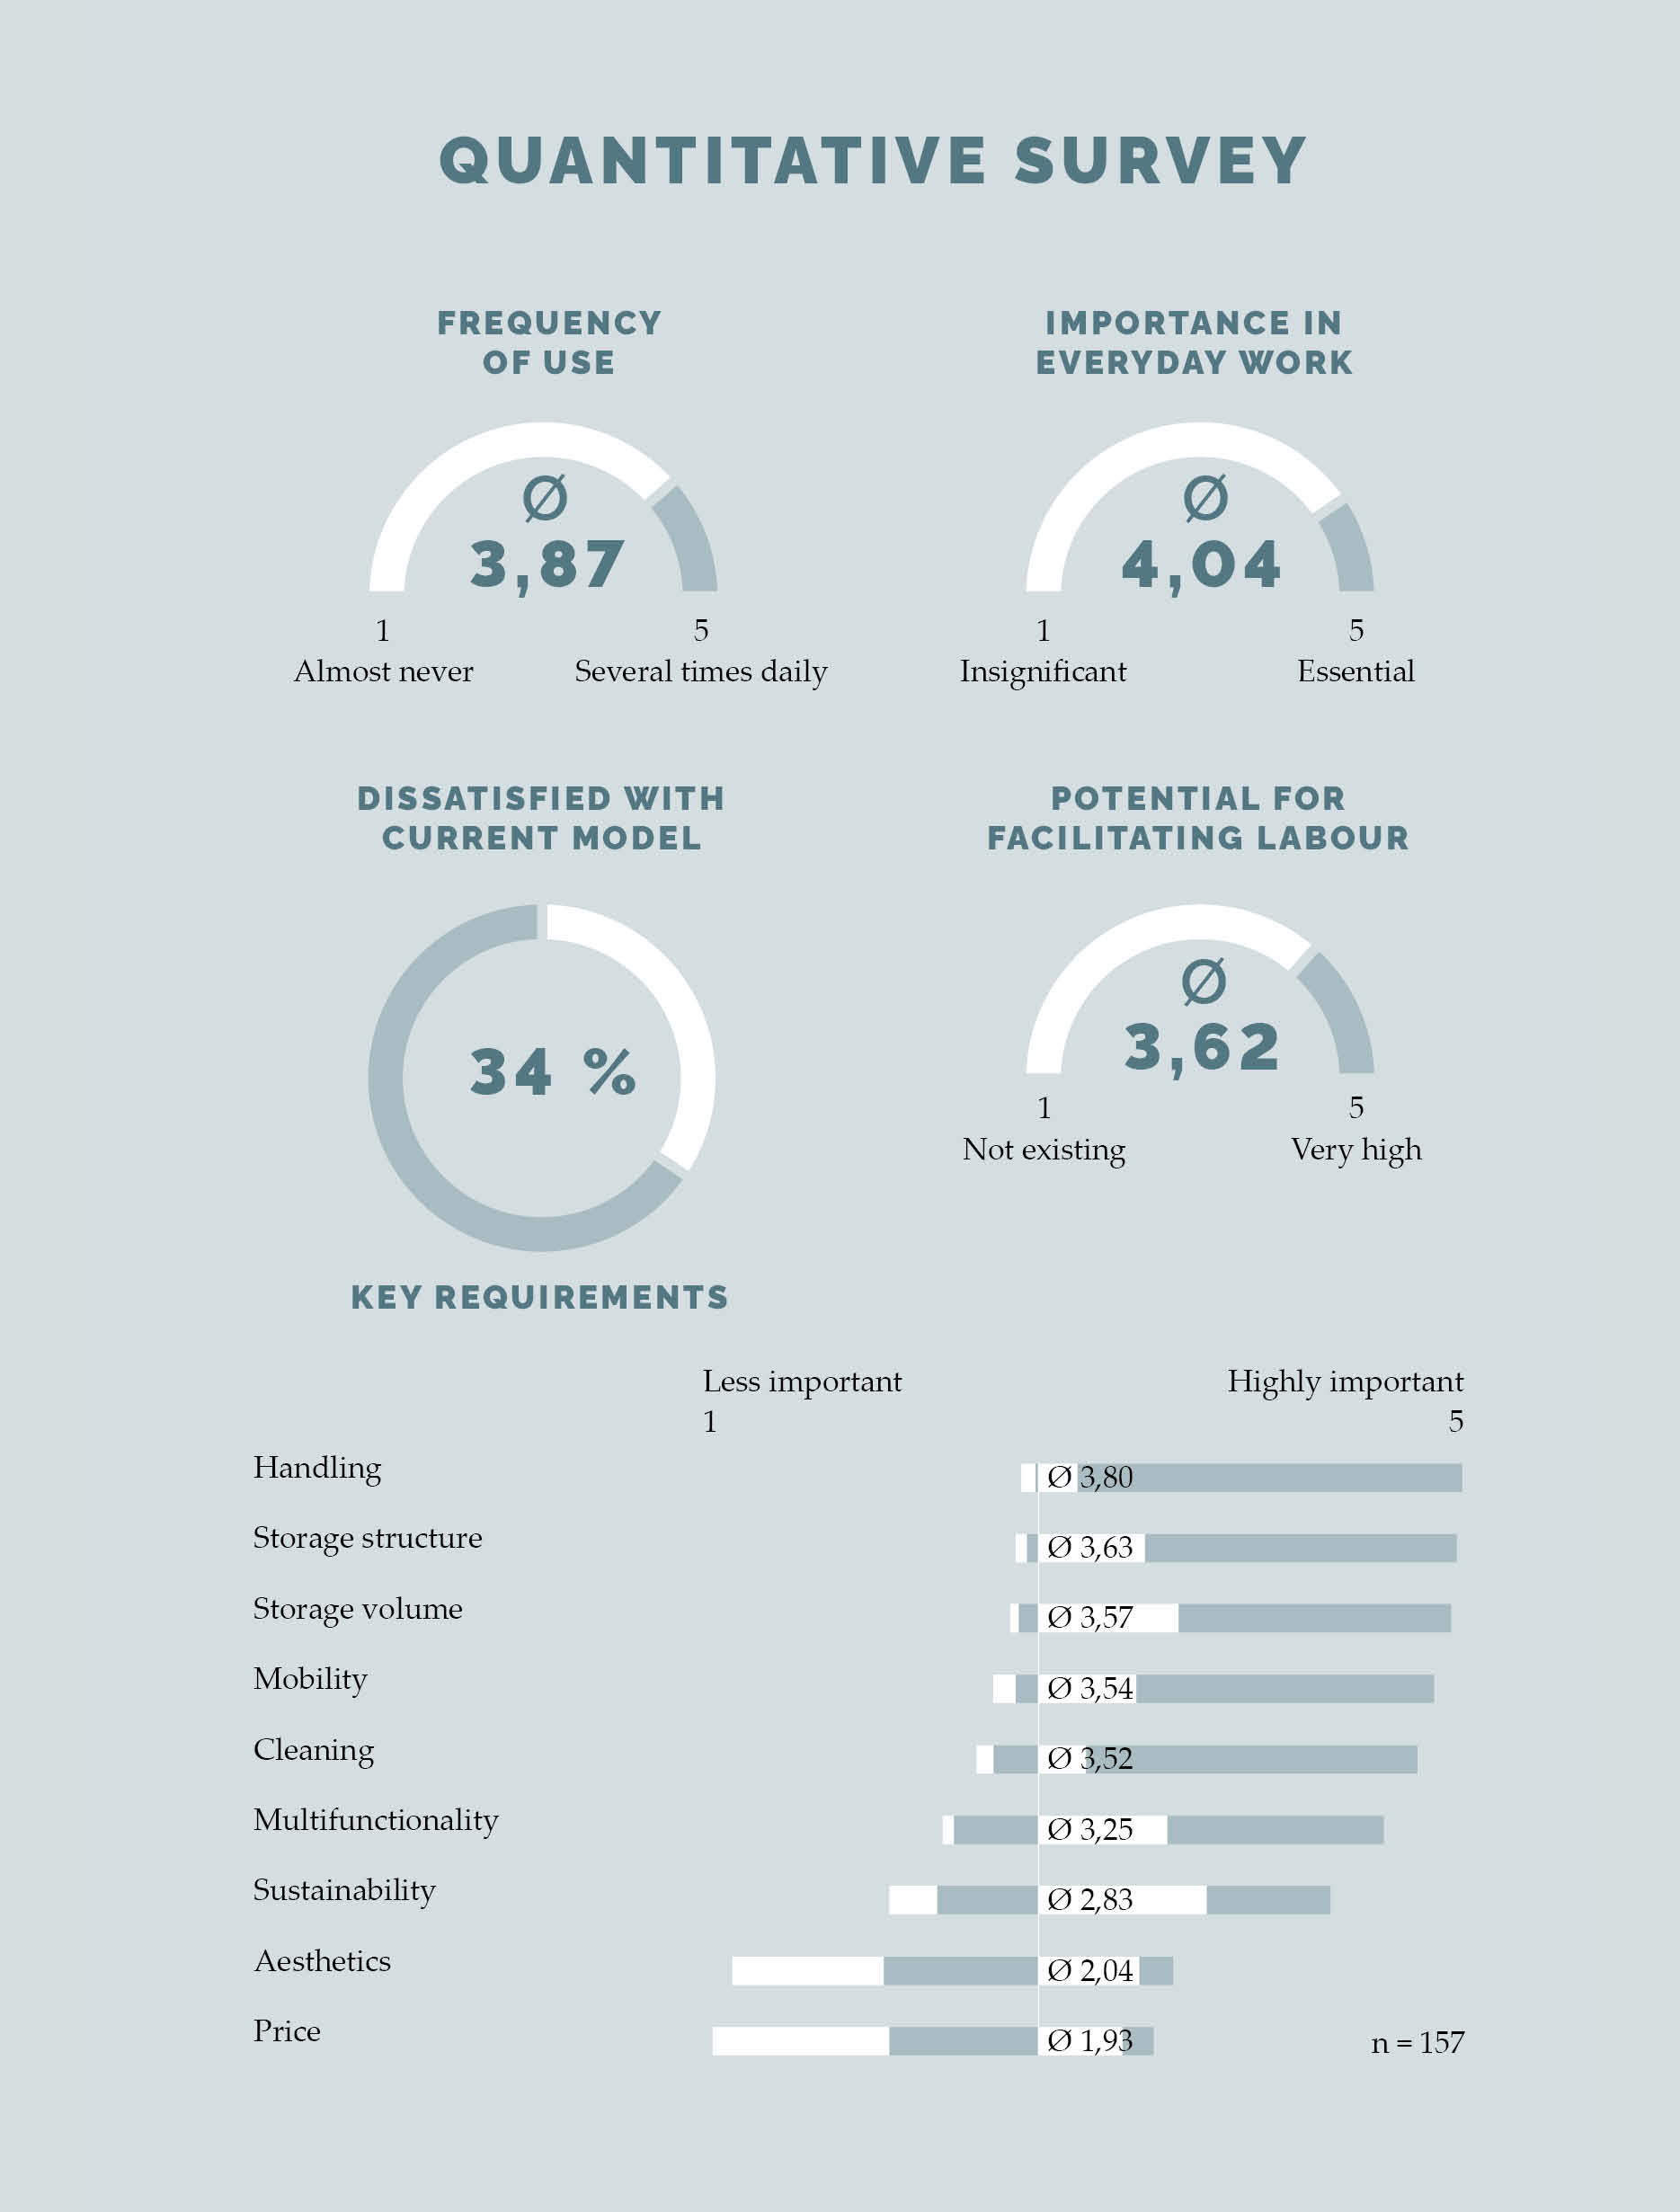 QUANTITATIVE SURVEY
FREQUENCY
OF USE
Ø
3,87
1
5
Almost never
Several times daily
IMPORTANCE IN
EVERYDAY WORK
Ø
4,04
1
5
Insignificant
Essential
DISSATISFIED WITH
CURRENT MODEL
34 %
POTENTIAL FOR
FACILITATING LABOUR
Ø
3,62
1
5
Not existing
Very high
KEY REQUIREMENTS
Less important
Highly important
1
5
Handling Ø 3,80
Storage structure Ø 3,63
Storage volume Ø 3,57
Mobility Ø 3,54
Cleaning Ø 3,52
Multifunctionality Ø 3,25
Sustainability Ø 2,83
Aesthetics Ø 2,04
Price Ø 1,93
n = 157